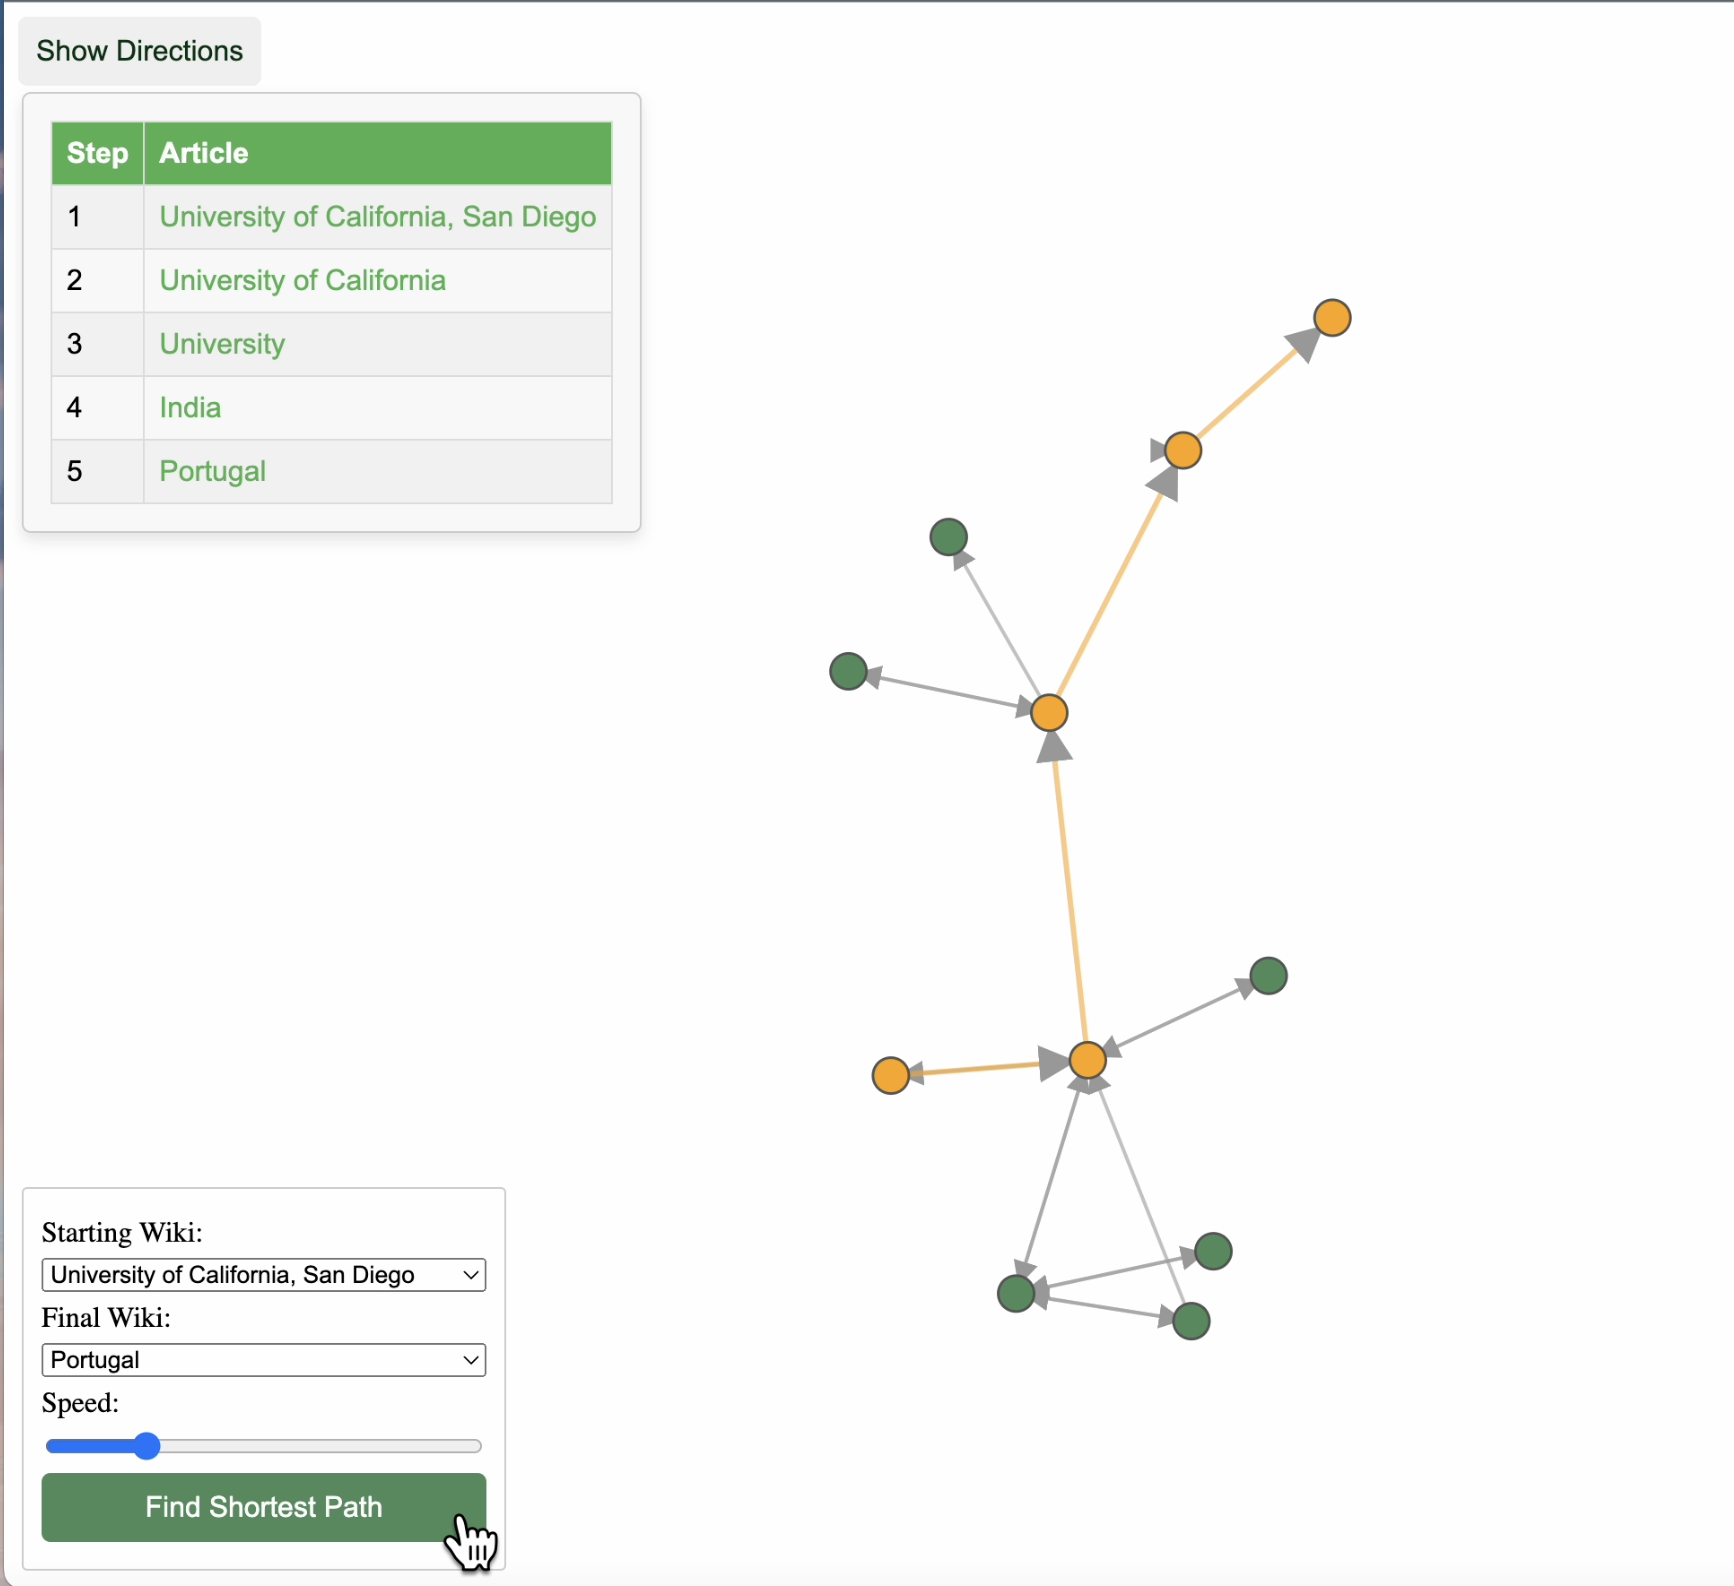 Show Directions
Step Article
1 University of California, San Diego
2 University of California
3 University
4 India
5 Portugal
Starting Wiki:
University of California, San Diego
Final Wiki:
Portugal
Speed:
Find Shortest Path